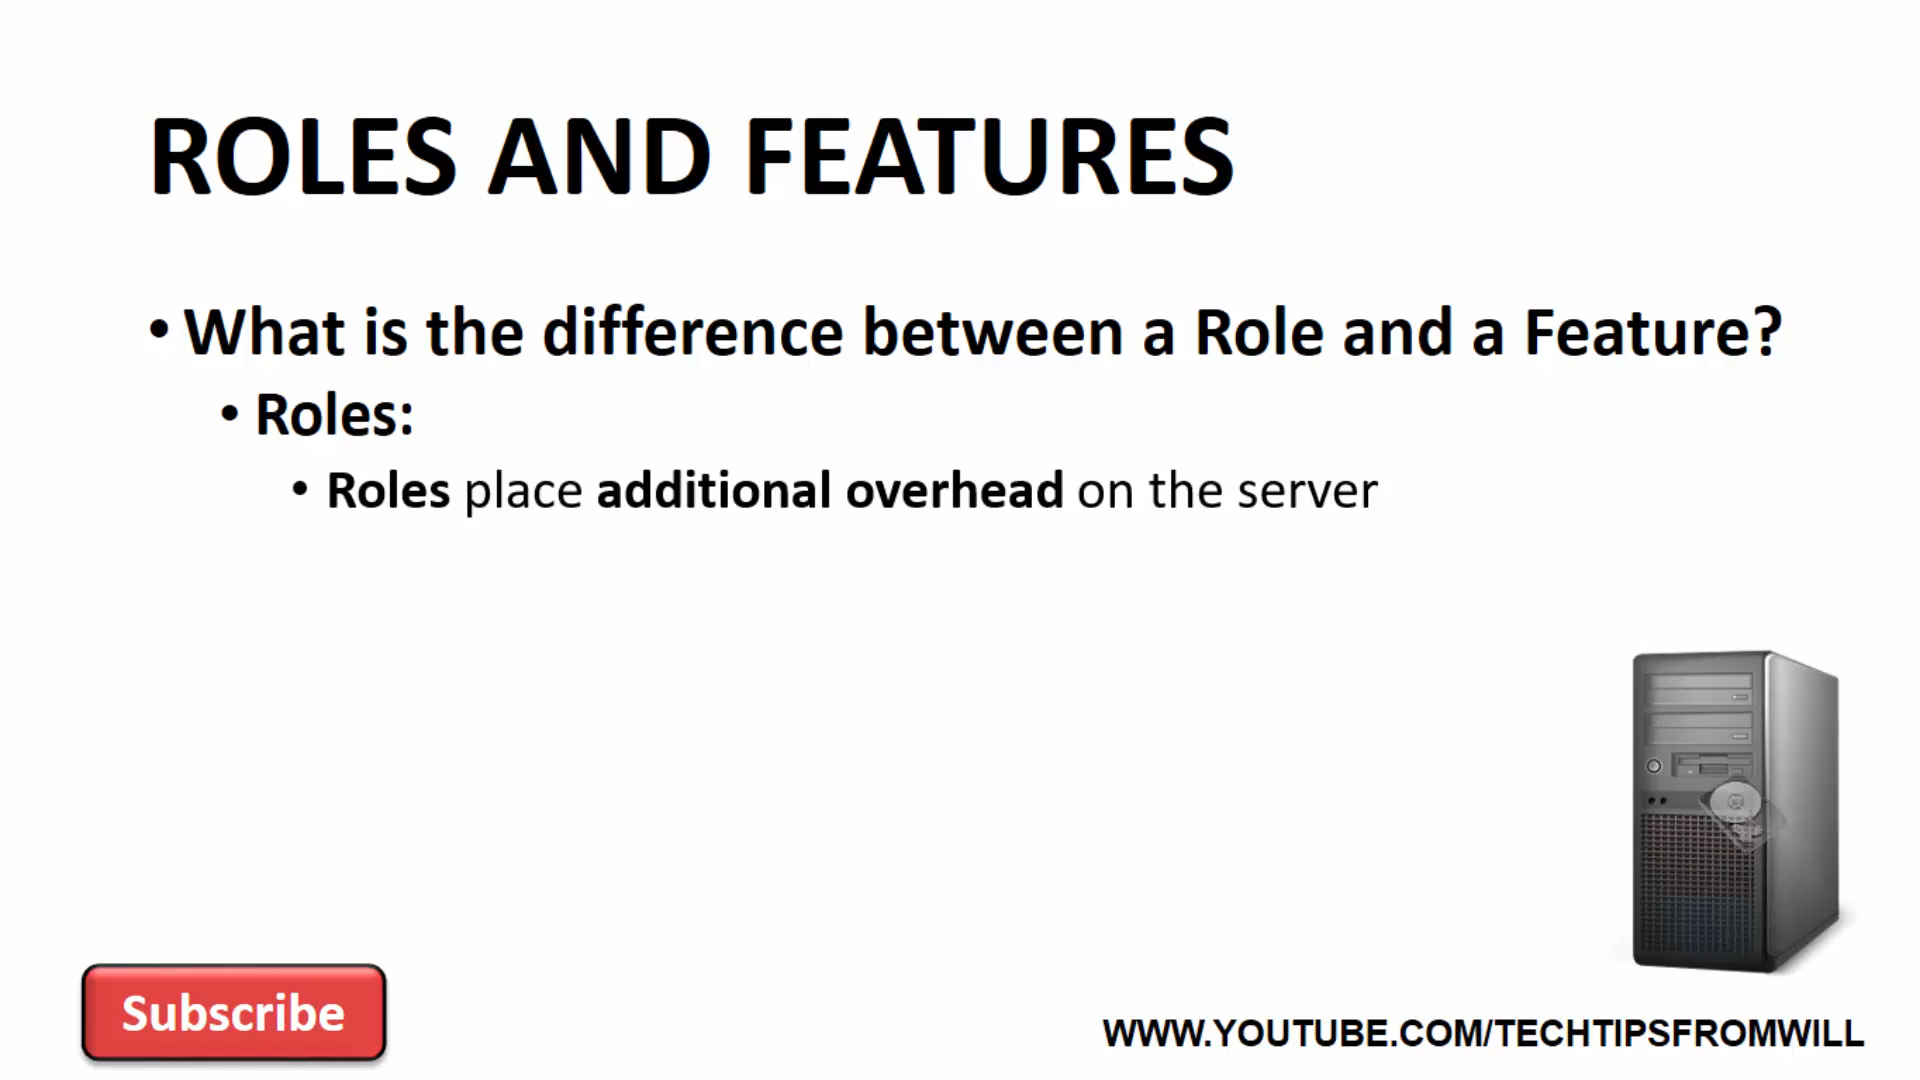 ROLES AND FEATURES
• What is the difference between a Role and a Feature?
• Roles:
• Roles place additional overhead on the server
Subscribe
WWW.YOUTUBE.COM/TECHTIPSFROMWILL